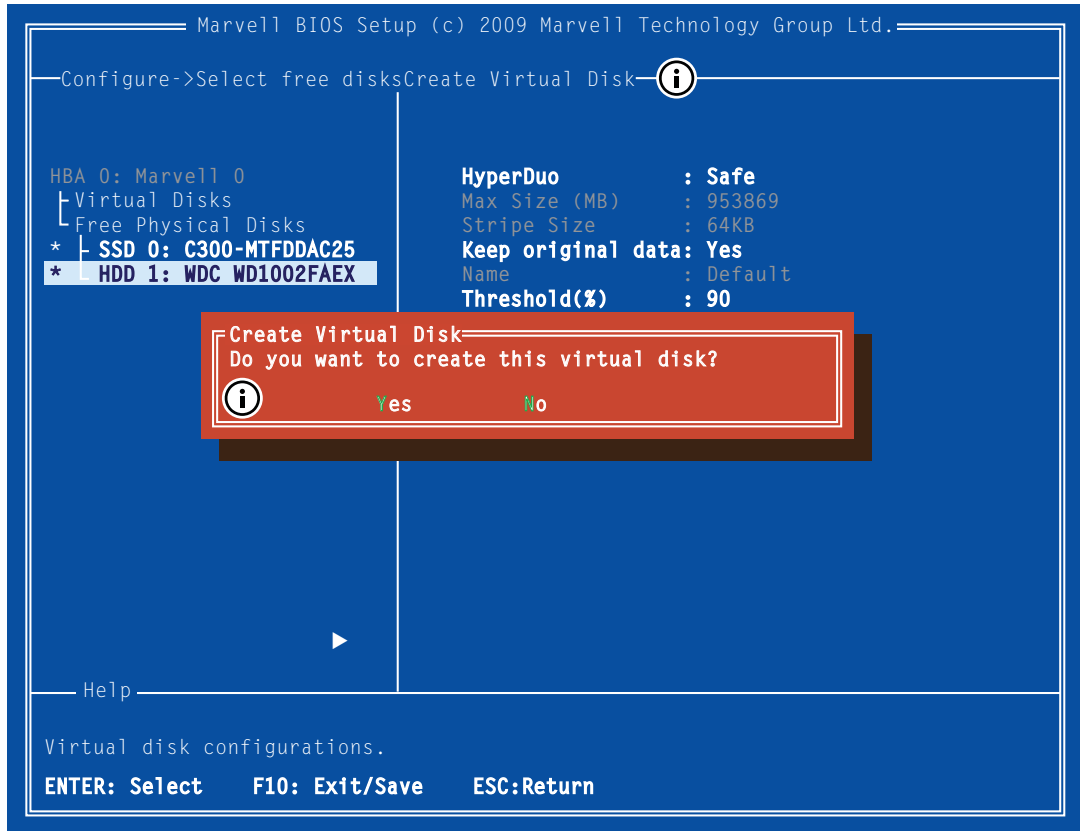 Marvell BIOS Setup (c) 2009 Marvell Technology Group Ltd.
Configure->Select free disksCreate Virtual Disk
i
HBA 0: Marvell 0
Virtual Disks
Free Physical Disks
* SSD 0: C300-MTFDDAC25
* HDD 1: WDC WD1002FAEX
HyperDuo : Safe
Max Size (MB) : 953869
Stripe Size : 64KB
Keep original data: Yes
Name : Default
Threshold(%) : 90
Create Virtual Disk
Do you want to create this virtual disk?
i
Yes No
Help
Virtual disk configurations.
ENTER: Select F10: Exit/Save ESC:Return